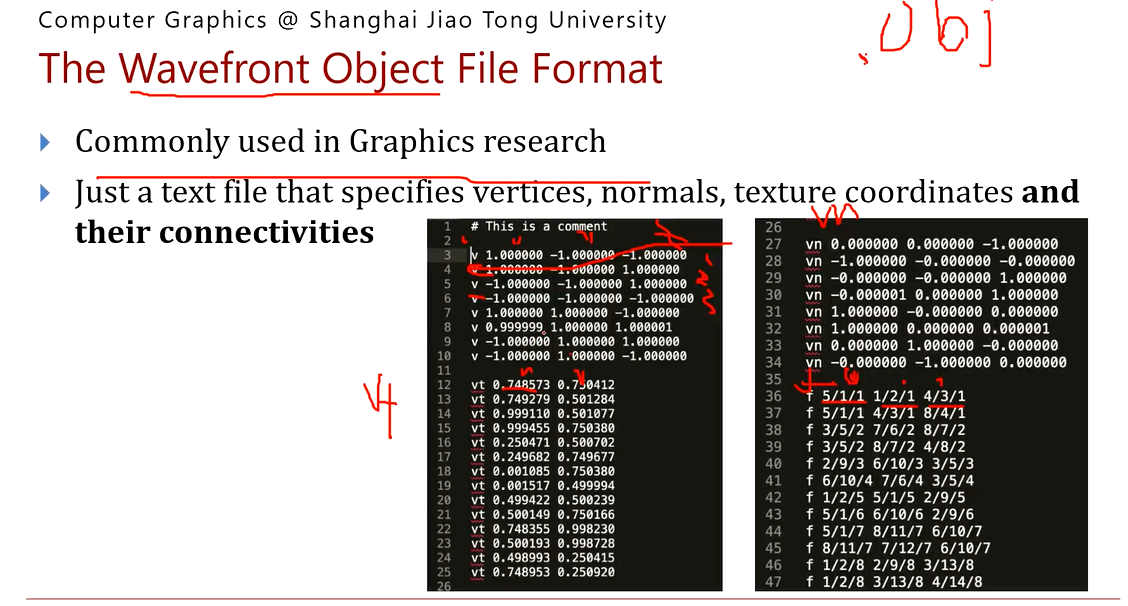 Computer Graphics @ Shanghai Jiao Tong University
.obj
The Wavefront Object File Format
Commonly used in Graphics research
Just a text file that specifies vertices, normals, texture coordinates and
their connectivities
1 # This is a comment
2
3 v 1.000000 -1.000000 -1.000000
4 v 1.000000 -1.000000 1.000000
5 v -1.000000 -1.000000 1.000000
6 v -1.000000 -1.000000 -1.000000
7 v 1.000000 1.000000 -1.000000
8 v 0.999999 1.000000 1.000001
9 v -1.000000 1.000000 1.000000
10 v -1.000000 1.000000 -1.000000
11
12 vt 0.748573 0.750412
13 vt 0.749279 0.501284
14 vt 0.999110 0.501077
15 vt 0.999455 0.750380
16 vt 0.250471 0.500702
17 vt 0.249682 0.749677
18 vt 0.001085 0.750380
19 vt 0.001517 0.499994
20 vt 0.499422 0.500239
21 vt 0.500149 0.750166
22 vt 0.748355 0.998230
23 vt 0.500193 0.998728
24 vt 0.498993 0.250415
25 vt 0.748953 0.250920
26
vt
vn
26
27 vn 0.000000 0.000000 -1.000000
28 vn -1.000000 -0.000000 -0.000000
29 vn -0.000000 -0.000000 1.000000
30 vn -0.000001 0.000000 1.000000
31 vn 1.000000 -0.000000 0.000000
32 vn 1.000000 0.000000 0.000001
33 vn 0.000000 1.000000 -0.000000
34 vn -0.000000 -1.000000 0.000000
35
36 f 5/1/1 1/2/1 4/3/1
37 f 5/1/1 4/3/1 8/4/1
38 f 3/5/2 7/6/2 8/7/2
39 f 3/5/2 8/7/2 4/8/2
40 f 2/9/3 6/10/3 3/5/3
41 f 6/10/4 7/6/4 3/5/4
42 f 1/2/5 5/1/5 2/9/5
43 f 5/1/6 6/10/6 2/9/6
44 f 5/1/7 8/11/7 6/10/7
45 f 8/11/7 7/12/7 6/10/7
46 f 1/2/8 2/9/8 3/13/8
47 f 1/2/8 3/13/8 4/14/8